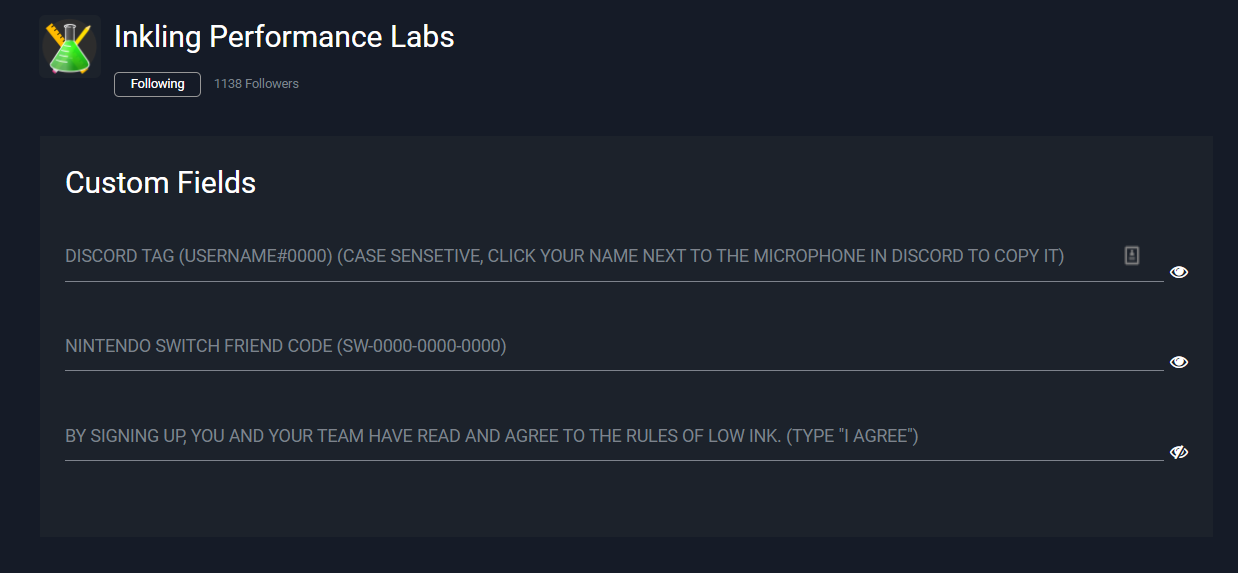 Inkling Performance Labs
Following 1138 Followers
Custom Fields
DISCORD TAG (USERNAME#0000) (CASE SENSETIVE, CLICK YOUR NAME NEXT TO THE MICROPHONE IN DISCORD TO COPY IT)
NINTENDO SWITCH FRIEND CODE (SW-0000-0000-0000)
BY SIGNING UP, YOU AND YOUR TEAM HAVE READ AND AGREE TO THE RULES OF LOW INK. (TYPE "I AGREE")